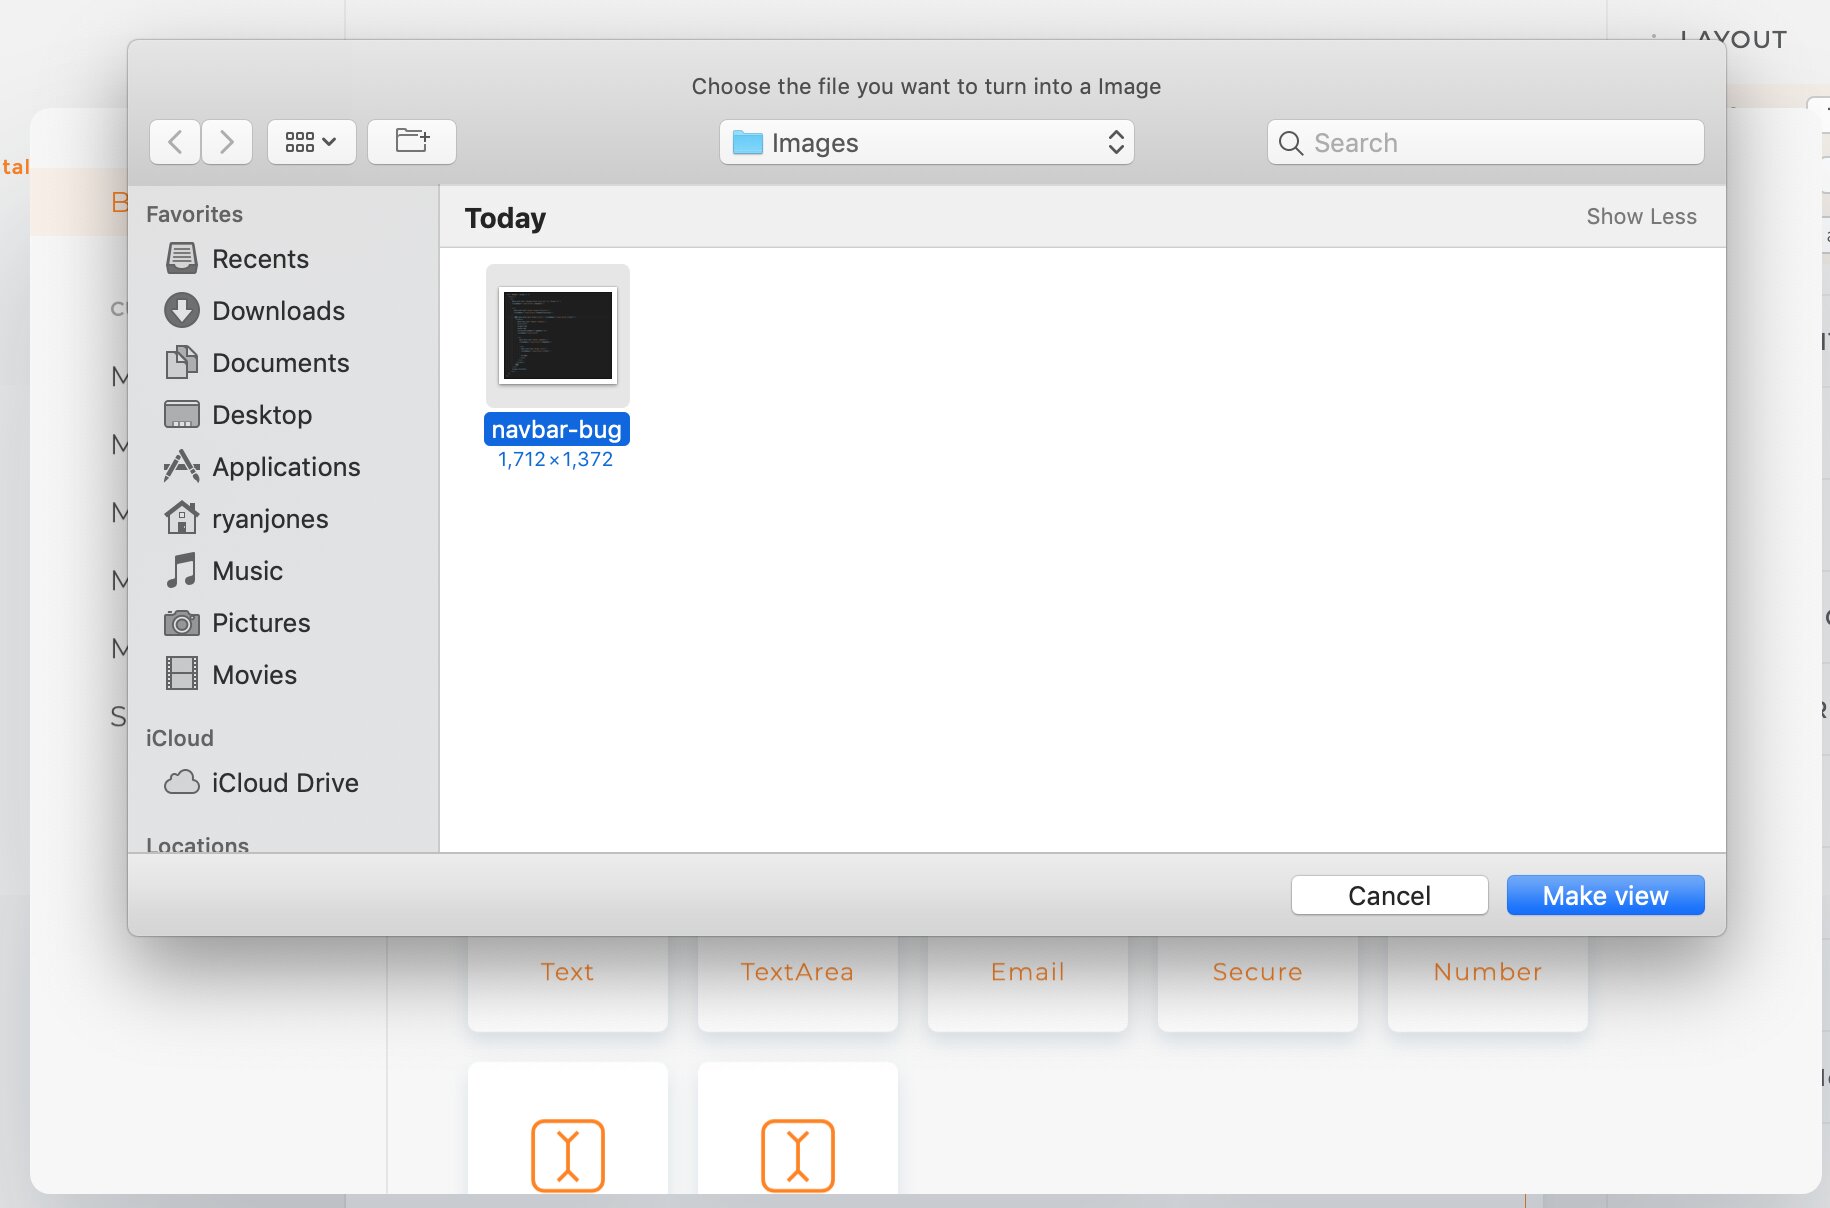 LAYOUT
Choose the file you want to turn into a Image
Images
Search
tal
B
Favorites
Today
Show Less
Recents
Downloads
Documents
Desktop
Applications
ryanjones
Music
Pictures
Movies
iCloud
iCloud Drive
Locations
navbar-bug
1,712×1,372
CU
M
M
M
M
M
S
Cancel
Make view
Text
TextArea
Email
Secure
Number